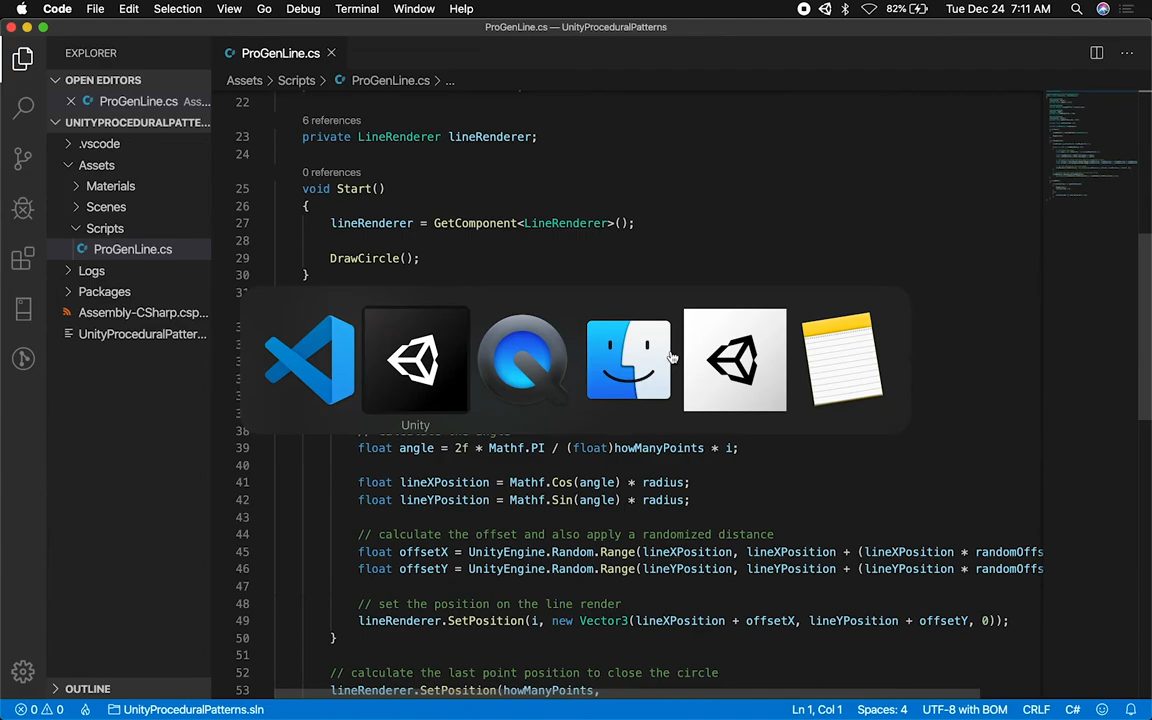 Code File Edit Selection View Go Debug Terminal Window Help 82% Tue Dec 24 7:11 AM
ProGenLine.cs — UnityProceduralPatterns
EXPLORER
ProGenLine.cs
OPEN EDITORS
Assets > Scripts > ProGenLine.cs > ...
ProGenLine.cs Ass...
UNITYPROCEDURALPATTE...
.vscode
Assets
Materials
Scenes
Scripts
ProGenLine.cs
Logs
Packages
Assembly-CSharp.csp...
UnityProceduralPatter...
OUTLINE
22
6 references
23 private LineRenderer lineRenderer;
24
0 references
25 void Start()
26 {
27 lineRenderer = GetComponent<LineRenderer>();
28
29 DrawCircle();
30 }
Unity
39 float angle = 2f * Mathf.PI / (float)howManyPoints * i;
40
41 float lineXPosition = Mathf.Cos(angle) * radius;
42 float lineYPosition = Mathf.Sin(angle) * radius;
43
44 // calculate the offset and also apply a randomized distance
45 float offsetX = UnityEngine.Random.Range(lineXPosition, lineXPosition + (lineXPosition * randomOffs
46 float offsetY = UnityEngine.Random.Range(lineYPosition, lineYPosition + (lineYPosition * randomOffs
47
48 // set the position on the line render
49 lineRenderer.SetPosition(i, new Vector3(lineXPosition + offsetX, lineYPosition + offsetY, 0));
50 }
51
52 // calculate the last point position to close the circle
53 lineRenderer.SetPosition(howManyPoints,
0 0 UnityProceduralPatterns.sln Ln 1, Col 1 Spaces: 4 UTF-8 with BOM CRLF C#